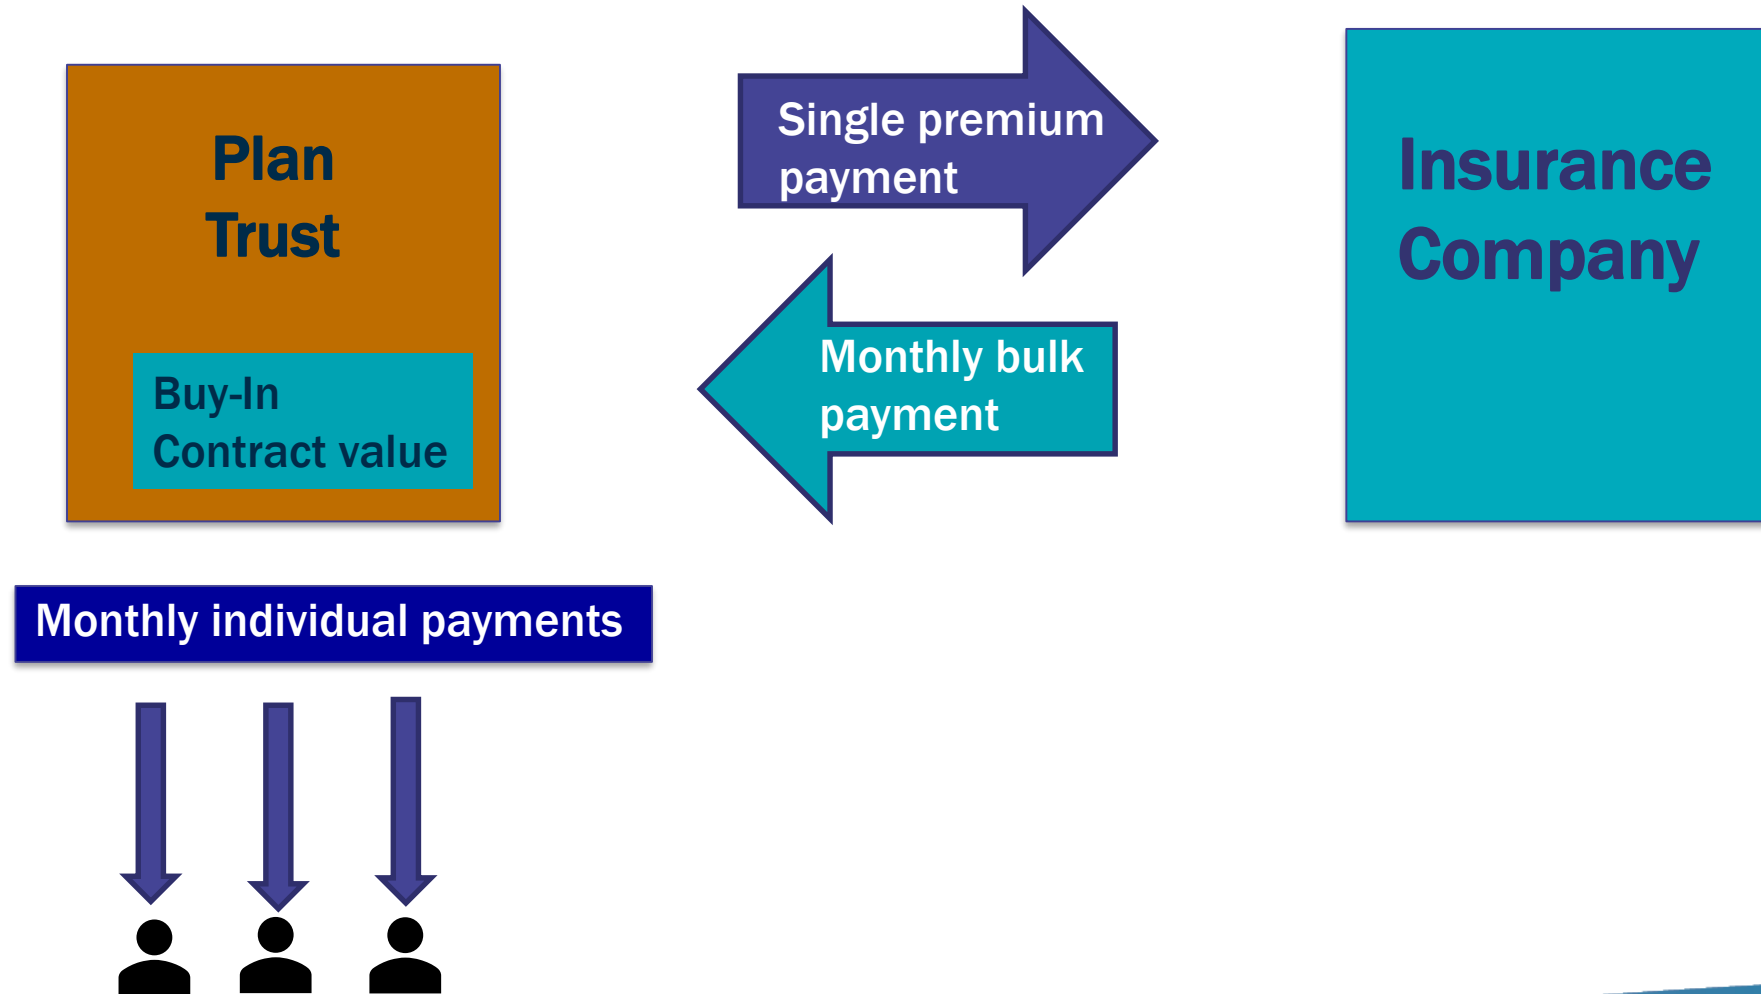 Plan
Trust
Buy-In
Contract value
Single premium
payment
Monthly bulk
payment
Insurance
Company
Monthly individual payments